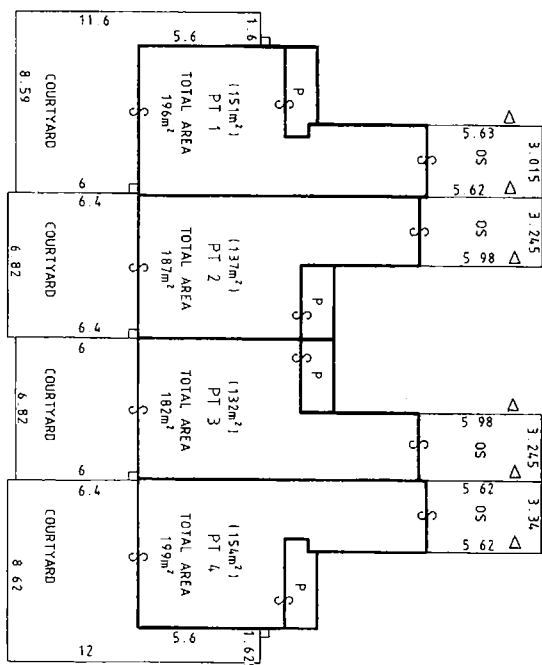 11.6
5.6
1.6
8.59
COURTYARD
6
(151m²)
PT 1
TOTAL AREA
196m²
S
S
P
S
5.63
OS
5.62
3.015
6.4
6.82
COURTYARD
6.4
(137m²)
PT 2
TOTAL AREA
187m²
S
P
S
S
OS
5 98
3.245
6
6.82
COURTYARD
6
(132m²)
PT 3
TOTAL AREA
182m²
S
P
S
S
5 98
OS
3.245
6.4
8 62
COURTYARD
12
(154m²)
PT 4
TOTAL AREA
199m²
S
P
S
S
5 62
OS
5 62
3.34
5.6
1.62